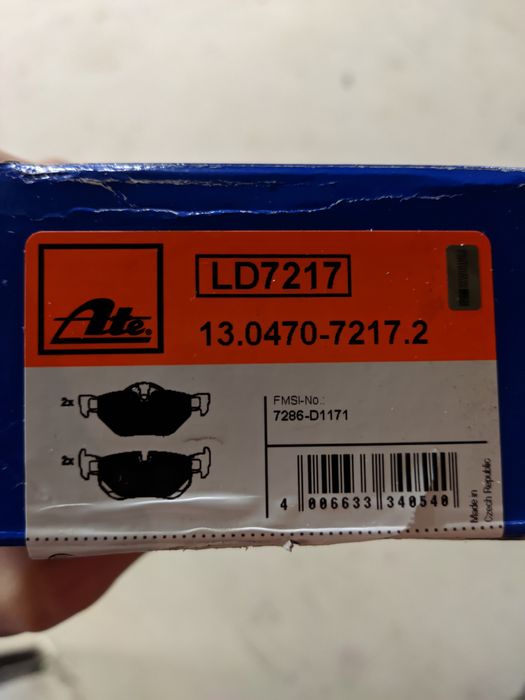 Ate®
LD7217
13.0470-7217.2
2x
2x
FMSI-No.:
7286-D1171
4 006633 340540
Made in
Czech Republic